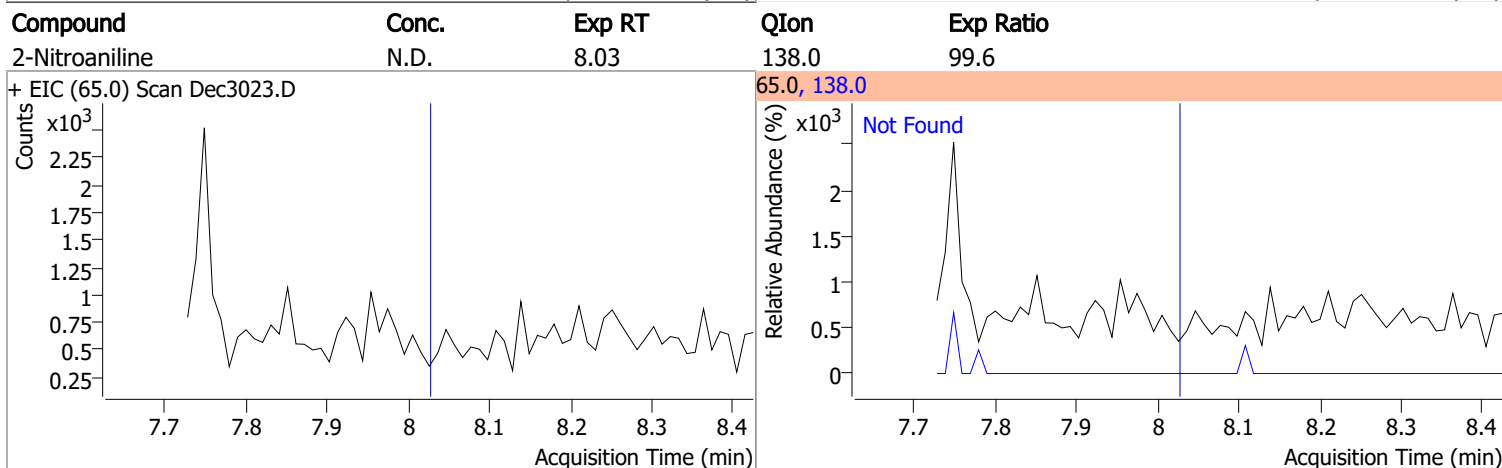 Compound Conc. Exp RT QIon Exp Ratio
2-Nitroaniline N.D. 8.03 138.0 99.6
+ EIC (65.0) Scan Dec3023.D
Counts
x10³
2.25
2
1.75
1.5
1.25
1
0.75
0.5
0.25
7.7 7.8 7.9 8 8.1 8.2 8.3 8.4
Acquisition Time (min)
65.0, 138.0
Relative Abundance (%)
x10³
Not Found
2
1.5
1
0.5
0
7.7 7.8 7.9 8 8.1 8.2 8.3 8.4
Acquisition Time (min)